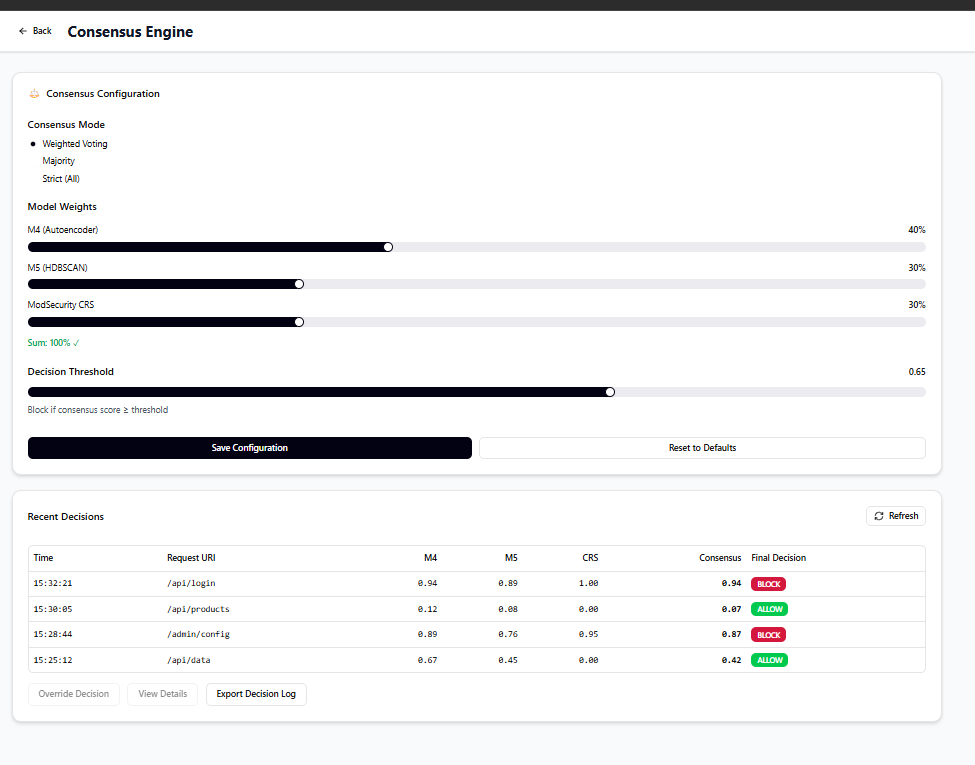 Back Consensus Engine
Consensus Configuration
Consensus Mode
Weighted Voting
Majority
Strict (All)
Model Weights
M4 (Autoencoder) 40%
M5 (HDBSCAN) 30%
ModSecurity CRS 30%
Sum: 100% ✓
Decision Threshold 0.65
Block if consensus score ≥ threshold
Save Configuration Reset to Defaults
Recent Decisions Refresh
Time Request URI M4 M5 CRS Consensus Final Decision
15:32:21 /api/login 0.94 0.89 1.00 0.94 BLOCK
15:30:05 /api/products 0.12 0.08 0.00 0.07 ALLOW
15:28:44 /admin/config 0.89 0.76 0.95 0.87 BLOCK
15:25:12 /api/data 0.67 0.45 0.00 0.42 ALLOW
Override Decision View Details Export Decision Log